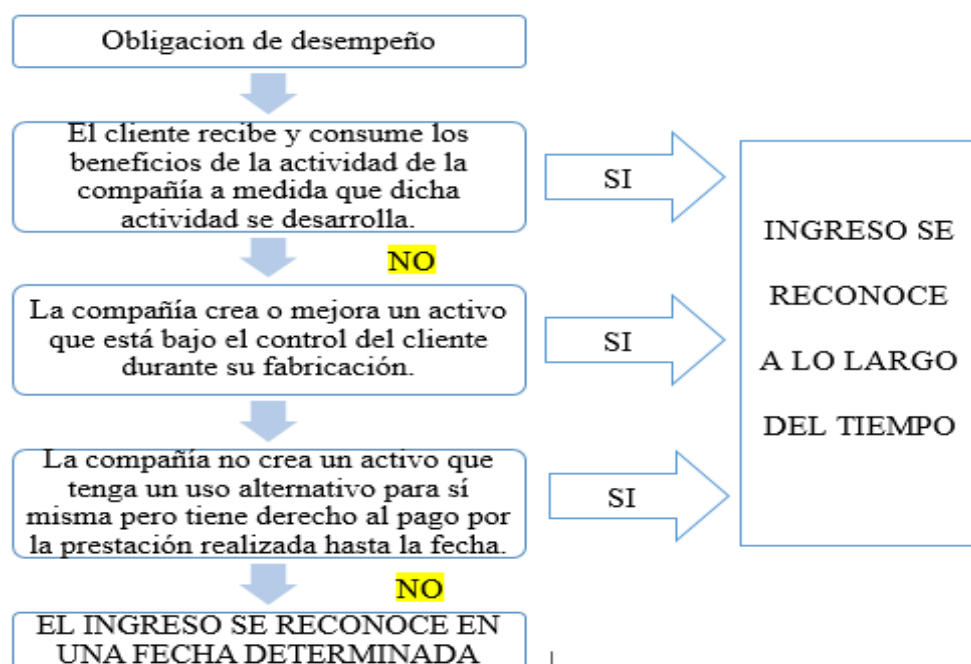 Obligacion de desempeño
El cliente recibe y consume los
beneficios de la actividad de la
compañía a medida que dicha
actividad se desarrolla.
SI
NO
La compañía crea o mejora un activo
que está bajo el control del cliente
durante su fabricación.
SI
La compañía no crea un activo que
tenga un uso alternativo para sí
misma pero tiene derecho al pago por
la prestación realizada hasta la fecha.
SI
NO
EL INGRESO SE RECONOCE EN
UNA FECHA DETERMINADA
INGRESO SE
RECONOCE
A LO LARGO
DEL TIEMPO